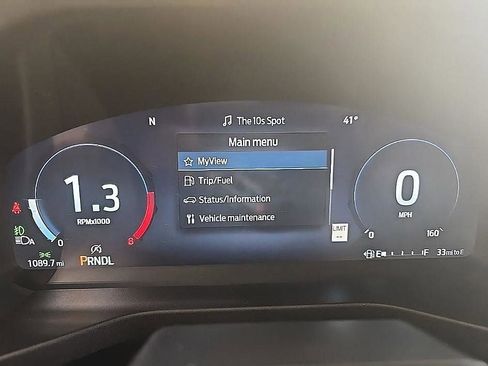 N The 10s Spot 41°
Main menu
MyView
Trip/Fuel
Status/Information
Vehicle maintenance
1.3
RPMx1000
0 8
0
MPH
0 160
LIMIT
--
A
1089.7 mi
PRNDL
E F 33 mi to E